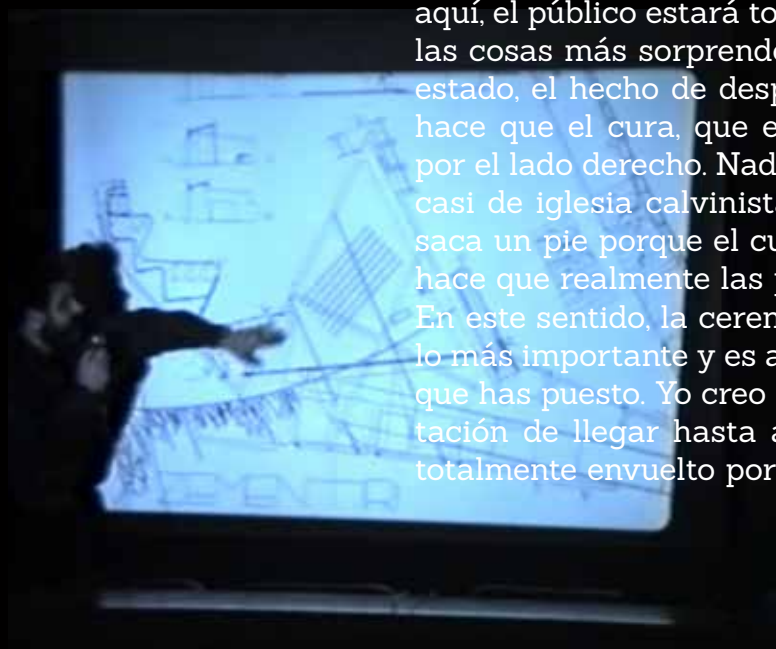 aquí, el público estará to
las cosas más sorprende
estado, el hecho de desp
hace que el cura, que e
por el lado derecho. Nad
casi de iglesia calvinista
saca un pie porque el cu
hace que realmente las
En este sentido, la cerem
lo más importante y es a
que has puesto. Yo creo
tación de llegar hasta a
totalmente envuelto por